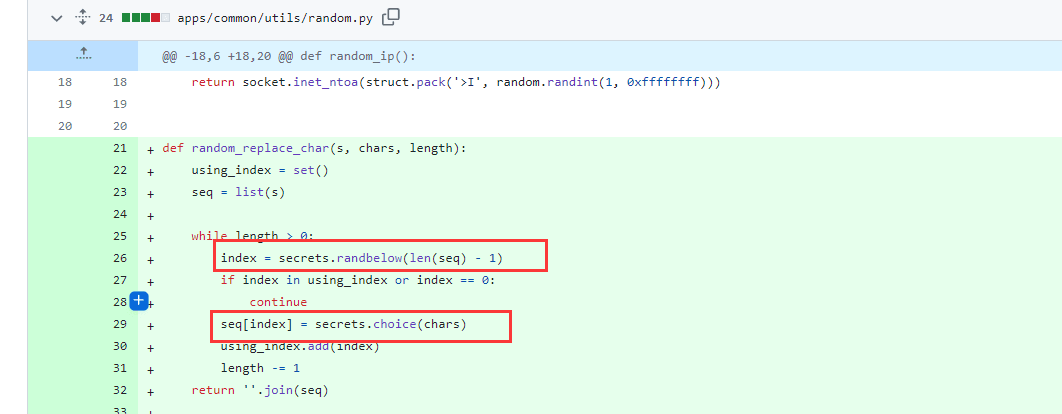 24 apps/common/utils/random.py
@@ -18,6 +18,20 @@ def random_ip():
18 18 return socket.inet_ntoa(struct.pack('>I', random.randint(1, 0xffffffff)))
19 19
20 20
21 + def random_replace_char(s, chars, length):
22 + using_index = set()
23 + seq = list(s)
24 +
25 + while length > 0:
26 + index = secrets.randbelow(len(seq) - 1)
27 + if index in using_index or index == 0:
28 + continue
29 + seq[index] = secrets.choice(chars)
30 + using_index.add(index)
31 + length -= 1
32 + return ''.join(seq)
33 +